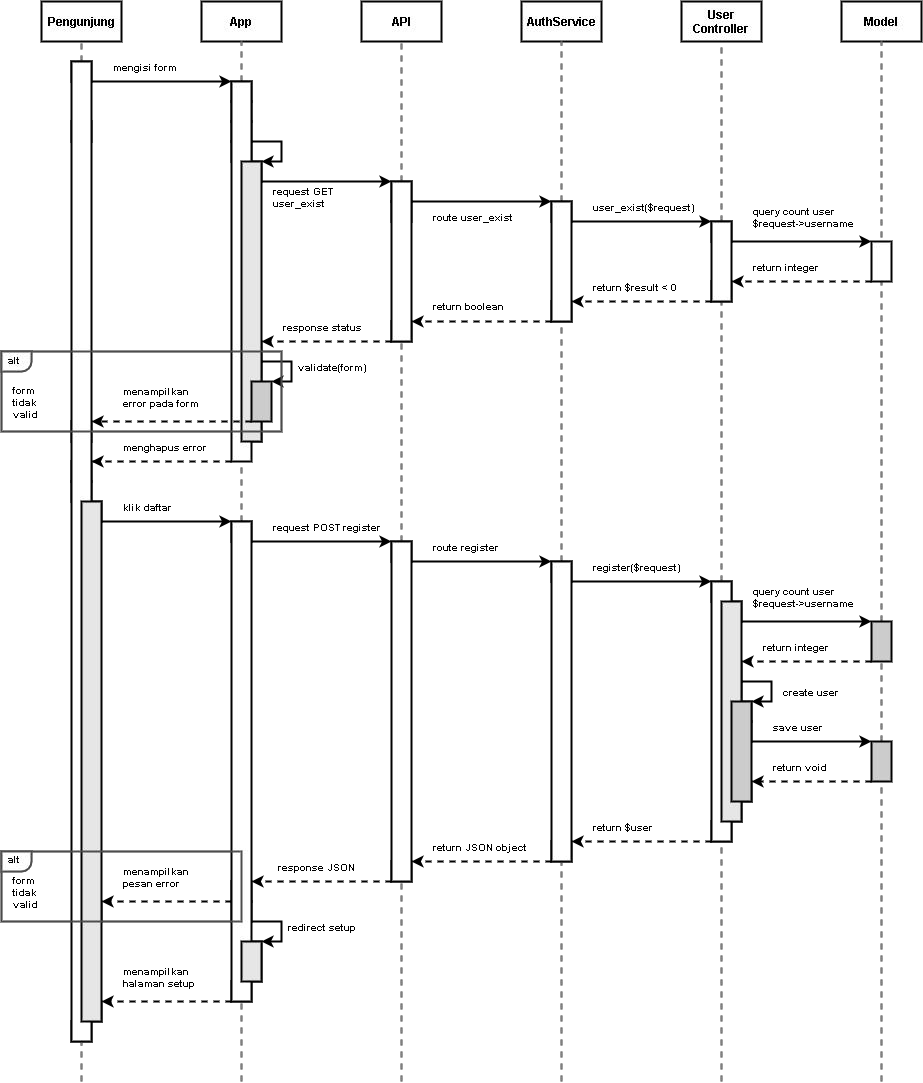 Pengunjung
App
API
AuthService
User
Controller
Model
mengisi form
request GET
user_exist
route user_exist
user_exist($request)
query count user
$request->username
return integer
return $result < 0
return boolean
response status
alt
validate(form)
form
tidak
valid
menampilkan
error pada form
menghapus error
klik daftar
request POST register
route register
register($request)
query count user
$request->username
return integer
create user
save user
return void
return $user
return JSON object
alt
response JSON
form
tidak
valid
menampilkan
pesan error
redirect setup
menampilkan
halaman setup